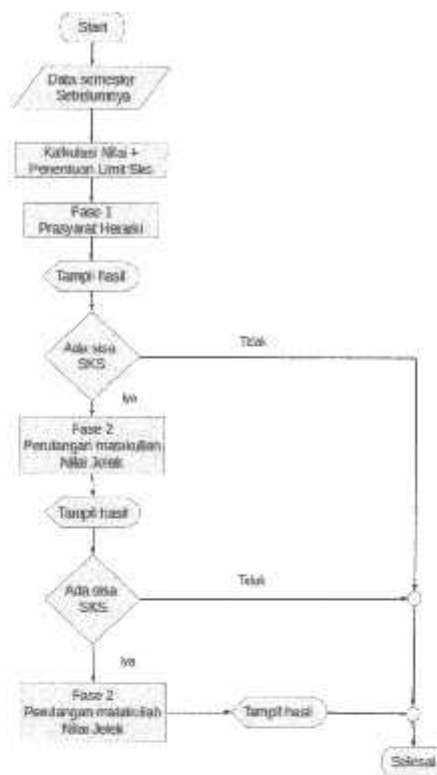 Start
Data semester
Sebelumnya
Kalkulasi Nilai +
Penentuan Limit Sks
Fase 1
Prasyarat Hierarki
Tampil hasil
Ada sisa
SKS
Tidak
Iya
Fase 2
Perulangan matakuliah
Nilai Jelek
Tampil hasil
Ada sisa
SKS
Tidak
Iya
Fase 2
Perulangan matakuliah
Nilai Jelek
Tampil hasil
Selesai